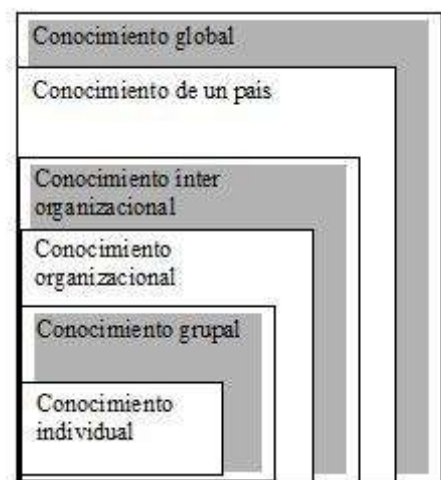 Conocimiento global
Conocimiento de un pais
Conocimiento inter
organizacional
Conocimiento
organizacional
Conocimiento grupal
Conocimiento
individual